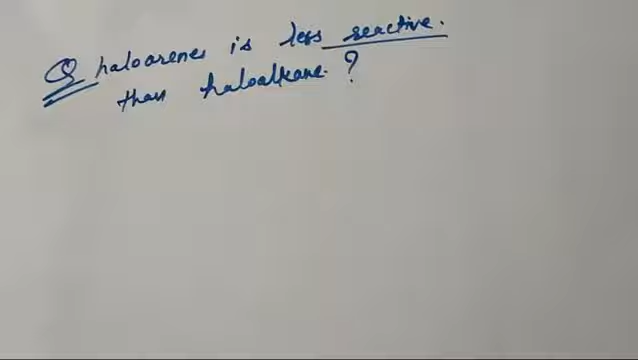 Q haloarenes is less reactive.
than haloalkane. ?